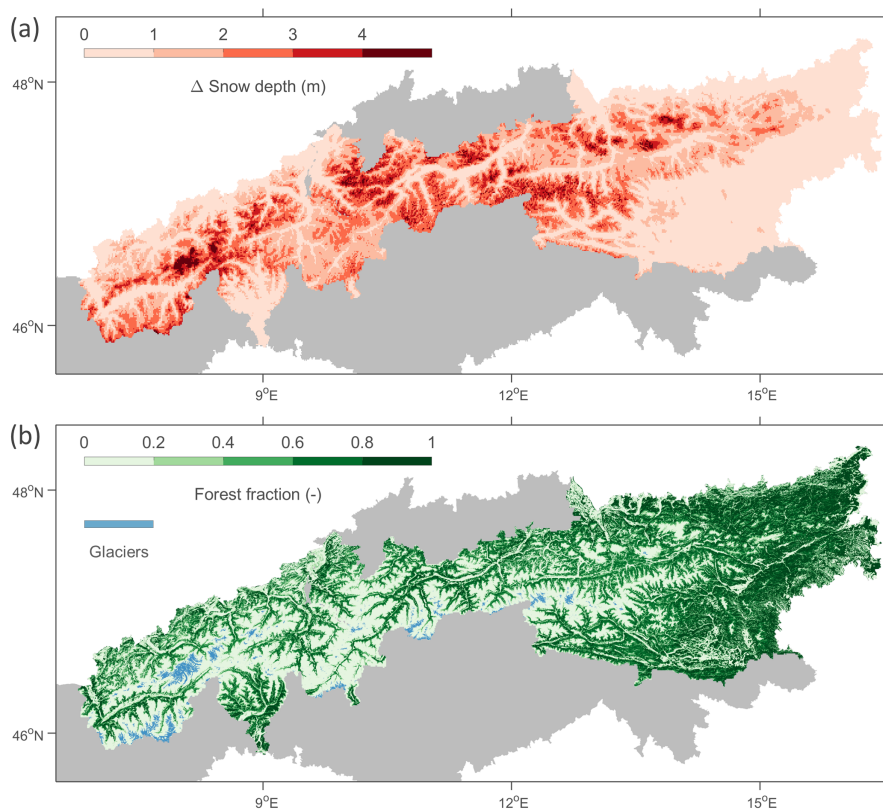 (a)
0 1 2 3 4
Δ Snow depth (m)
48°N
46°N
9°E 12°E 15°E
(b)
0 0.2 0.4 0.6 0.8 1
Forest fraction (-)
48°N
Glaciers
46°N
9°E 12°E 15°E